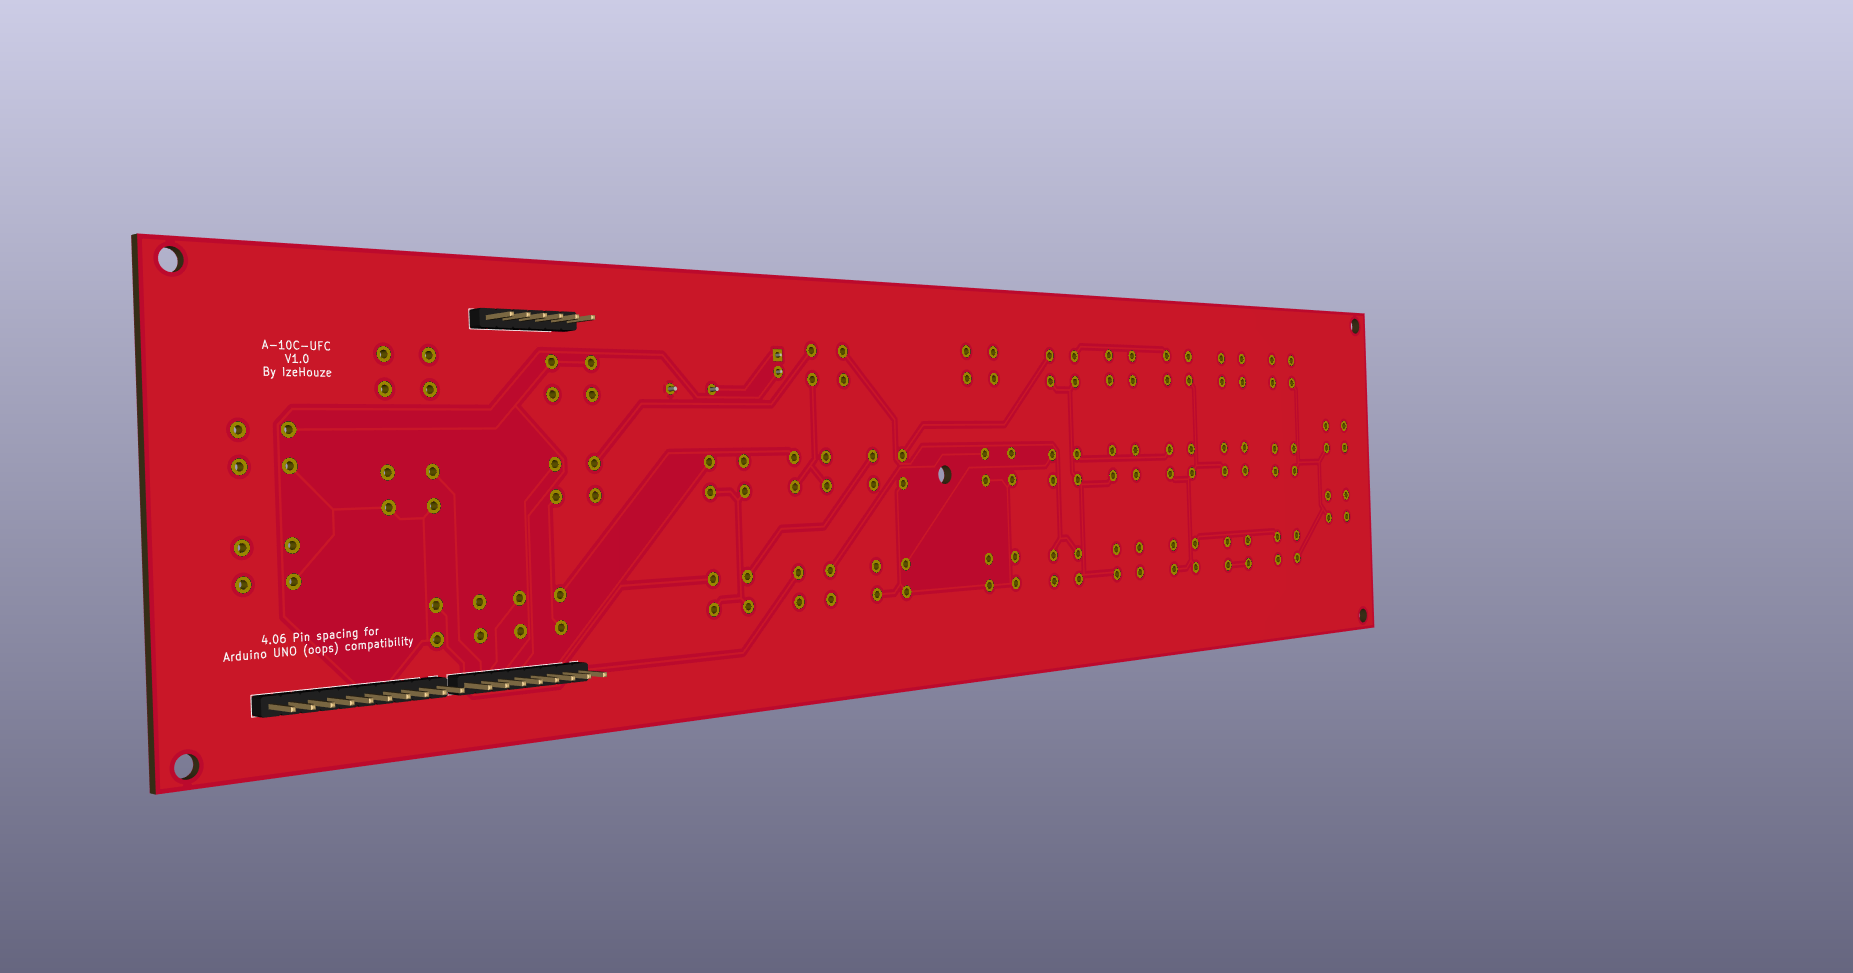 A-10C-UFC
V1.0
By IzeHouze
4.06 Pin spacing for
Arduino UNO (oops) compatibility